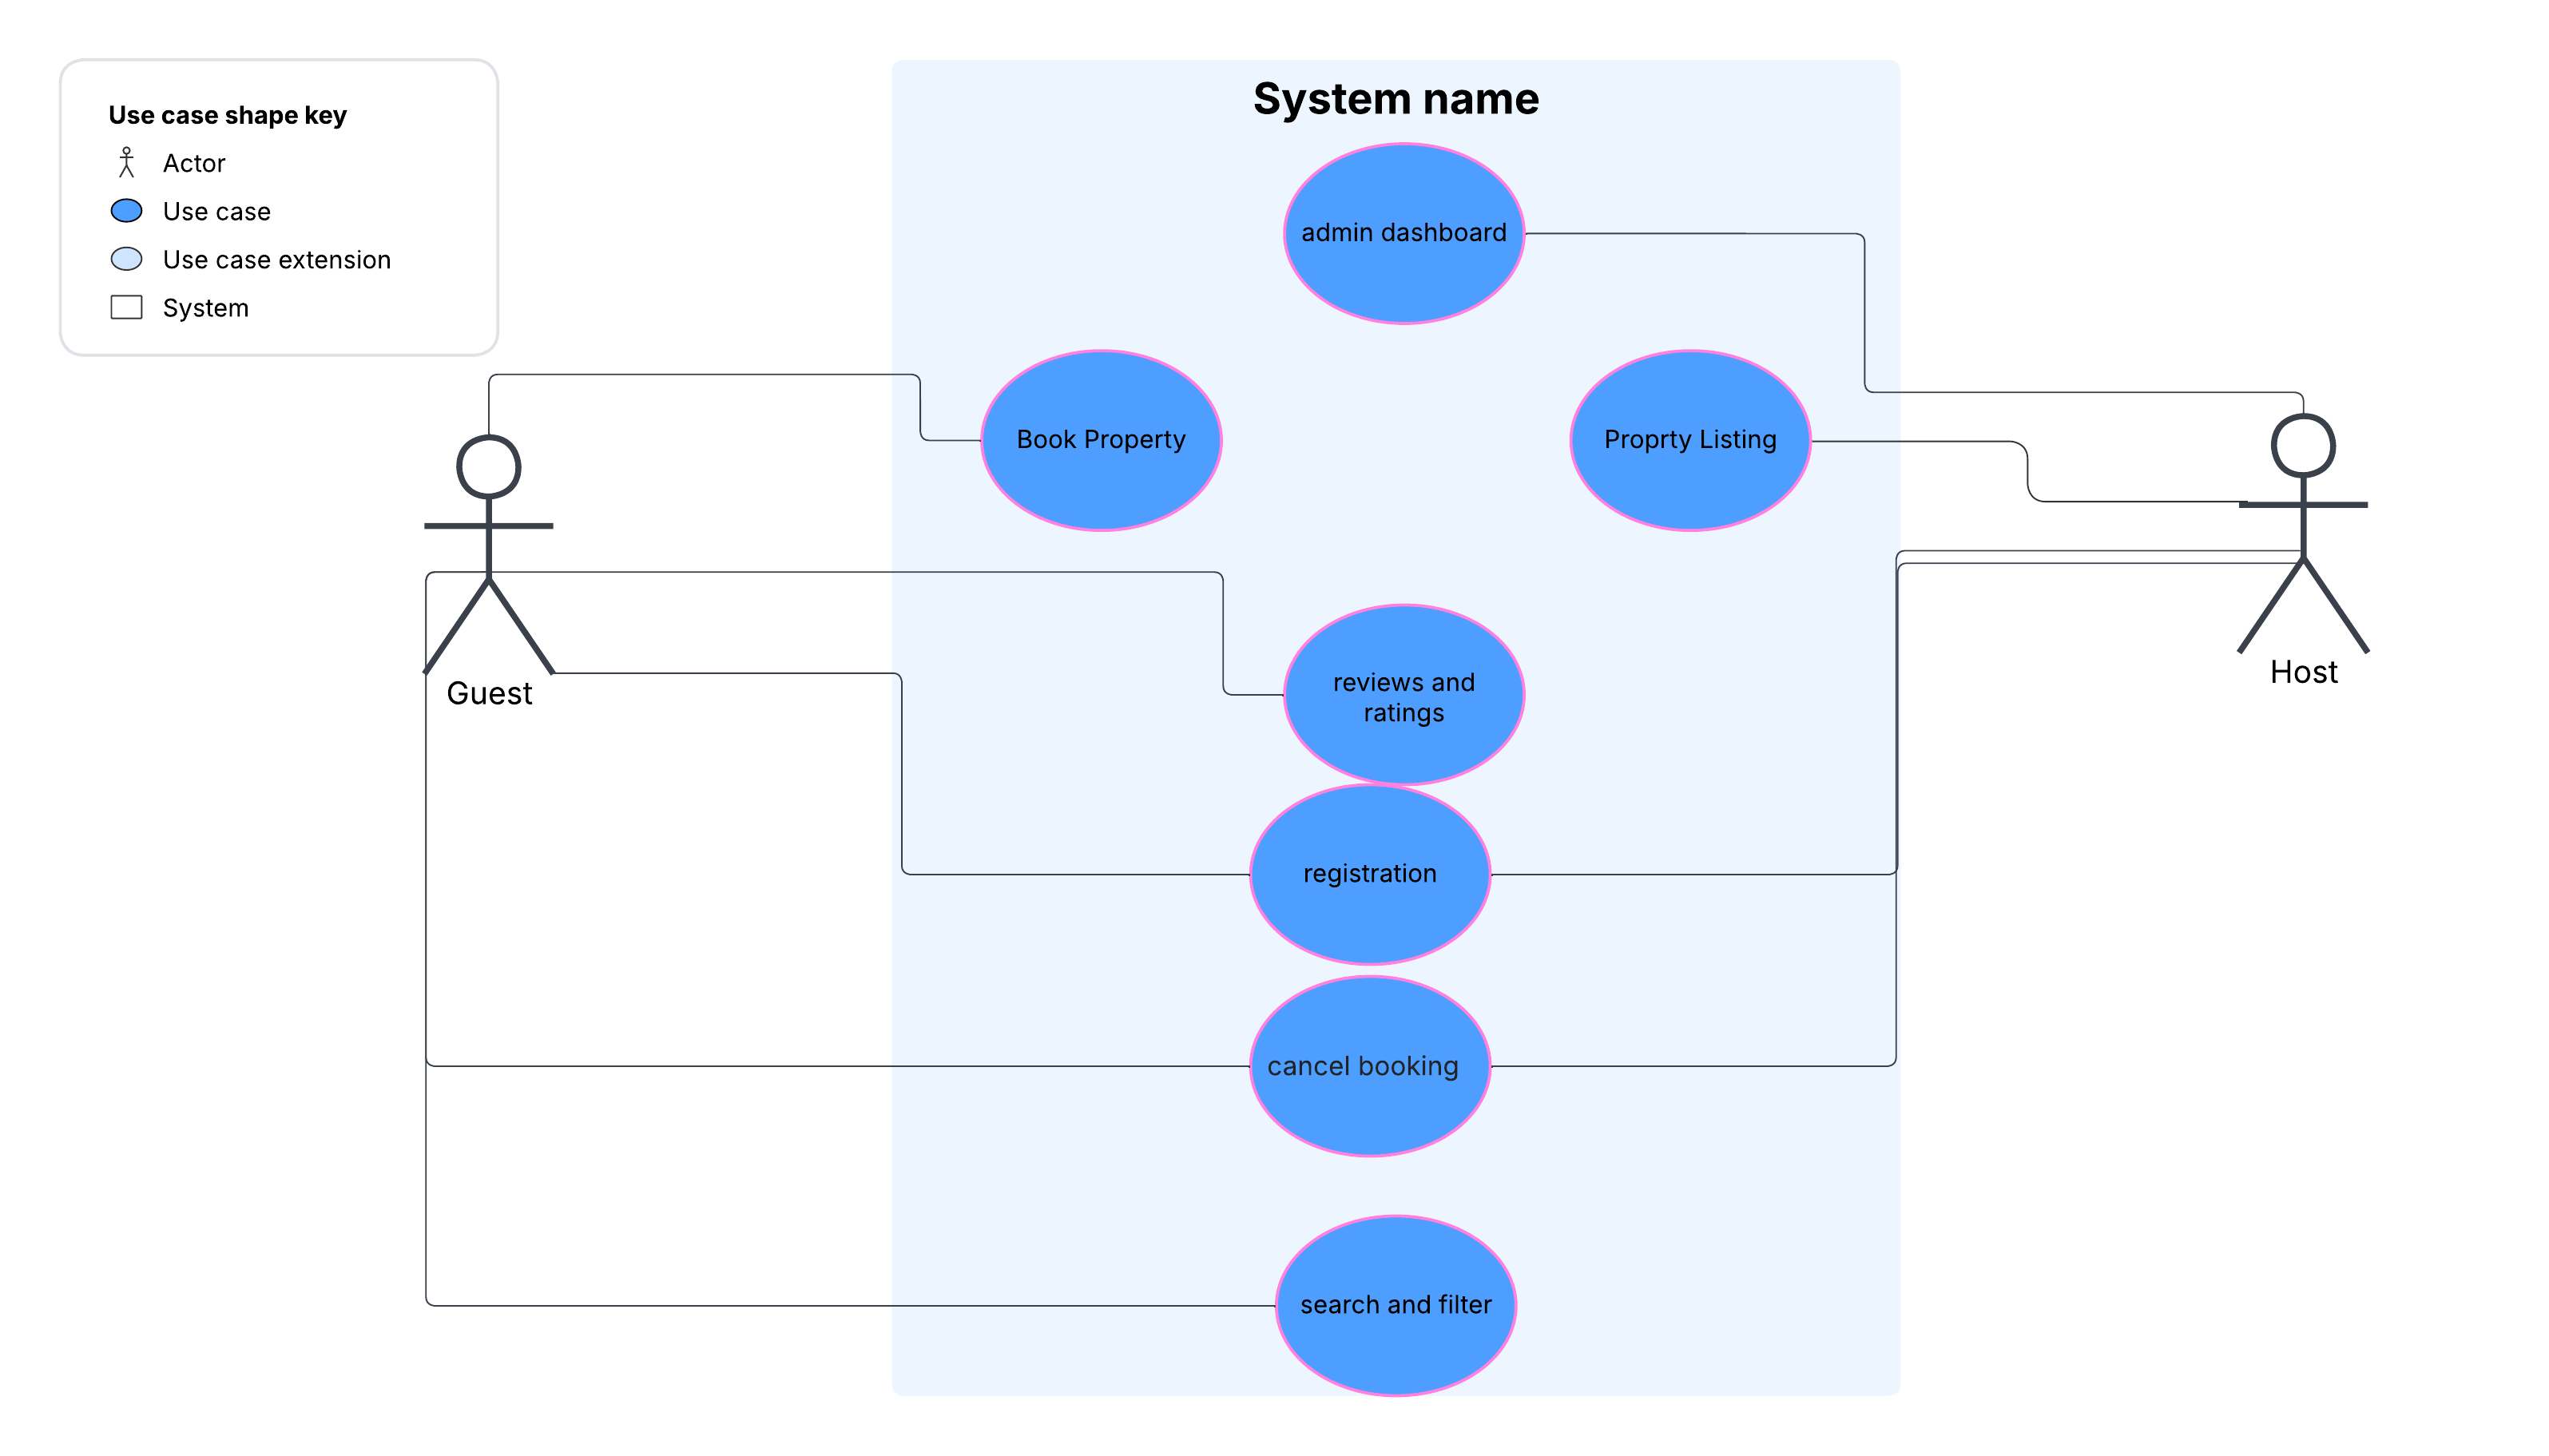 Use case shape key
Actor
Use case
Use case extension
System
System name
admin dashboard
Book Property
Proprty Listing
Guest
Host
reviews and
ratings
registration
cancel booking
search and filter